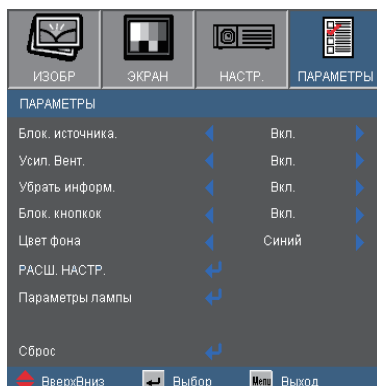 ИЗОБР ЭКРАН НАСТР. ПАРАМЕТРЫ
ПАРАМЕТРЫ
Блок. источника. Вкл.
Усил. Вент. Вкл.
Убрать информ. Вкл.
Блок. кнопкок Вкл.
Цвет фона Синий
РАСШ. НАСТР.
Параметры лампы
Сброс
ВверхВниз Выбор Menu Выход